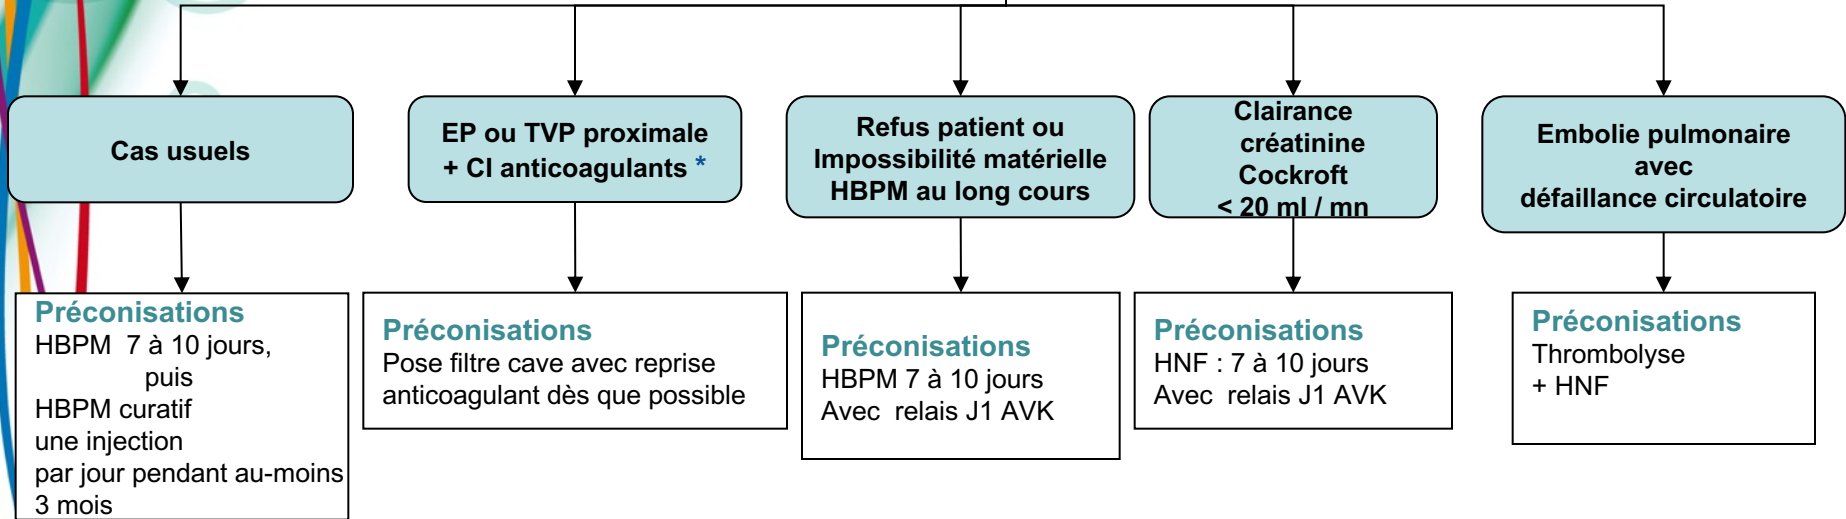 Cas usuels
EP ou TVP proximale
+ CI anticoagulants *
Refus patient ou
Impossibilité matérielle
HBPM au long cours
Clairance
créatinine
Cockroft
< 20 ml / mn
Embolie pulmonaire
avec
défaillance circulatoire
Préconisations
HBPM 7 à 10 jours,
puis
HBPM curatif
une injection
par jour pendant au-moins
3 mois
Préconisations
Pose filtre cave avec reprise
anticoagulant dès que possible
Préconisations
HBPM 7 à 10 jours
Avec relais J1 AVK
Préconisations
HNF : 7 à 10 jours
Avec relais J1 AVK
Préconisations
Thrombolyse
+ HNF